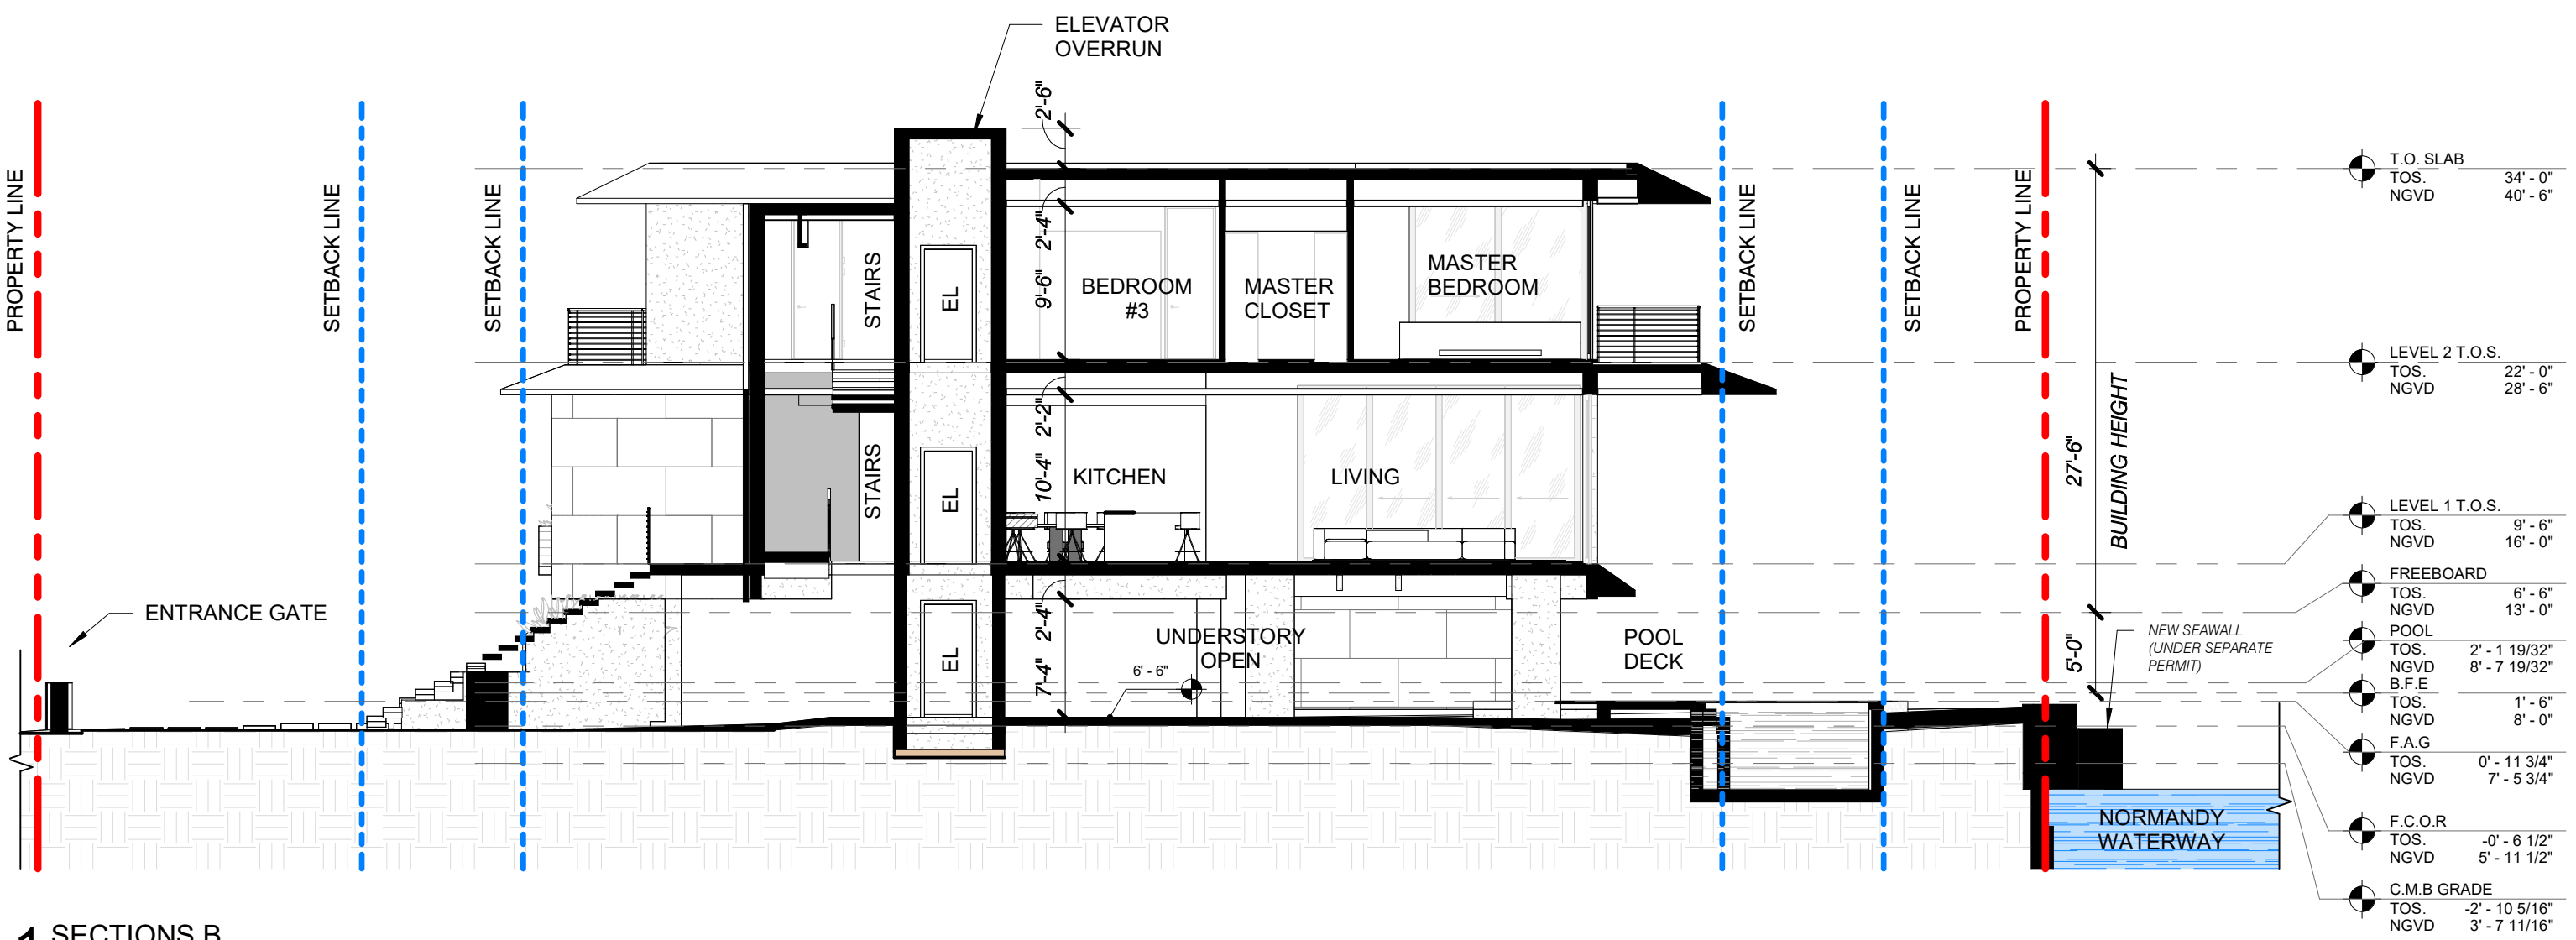 ELEVATOR
OVERRUN
PROPERTY LINE
SETBACK LINE
SETBACK LINE
SETBACK LINE
SETBACK LINE
PROPERTY LINE
2'-6"
2'-4"
9'-6"
2'-2"
10'-4"
2'-4"
7'-4"
STAIRS
EL
BEDROOM
#3
MASTER
CLOSET
MASTER
BEDROOM
STAIRS
EL
KITCHEN
LIVING
ENTRANCE GATE
EL
UNDERSTORY
OPEN
6' - 6"
POOL
DECK
27'-6"
BUILDING HEIGHT
5'-0"
NEW SEAWALL
(UNDER SEPARATE
PERMIT)
NORMANDY
WATERWAY
T.O. SLAB
TOS. 34' - 0"
NGVD 40' - 6"
LEVEL 2 T.O.S.
TOS. 22' - 0"
NGVD 28' - 6"
LEVEL 1 T.O.S.
TOS. 9' - 6"
NGVD 16' - 0"
FREEBOARD
TOS. 6' - 6"
NGVD 13' - 0"
POOL
TOS. 2' - 1 19/32"
NGVD 8' - 7 19/32"
B.F.E
TOS. 1' - 6"
NGVD 8' - 0"
F.A.G
TOS. 0' - 11 3/4"
NGVD 7' - 5 3/4"
F.C.O.R
TOS. -0' - 6 1/2"
NGVD 5' - 11 1/2"
C.M.B GRADE
TOS. -2' - 10 5/16"
NGVD 3' - 7 11/16"
1 SECTIONS B